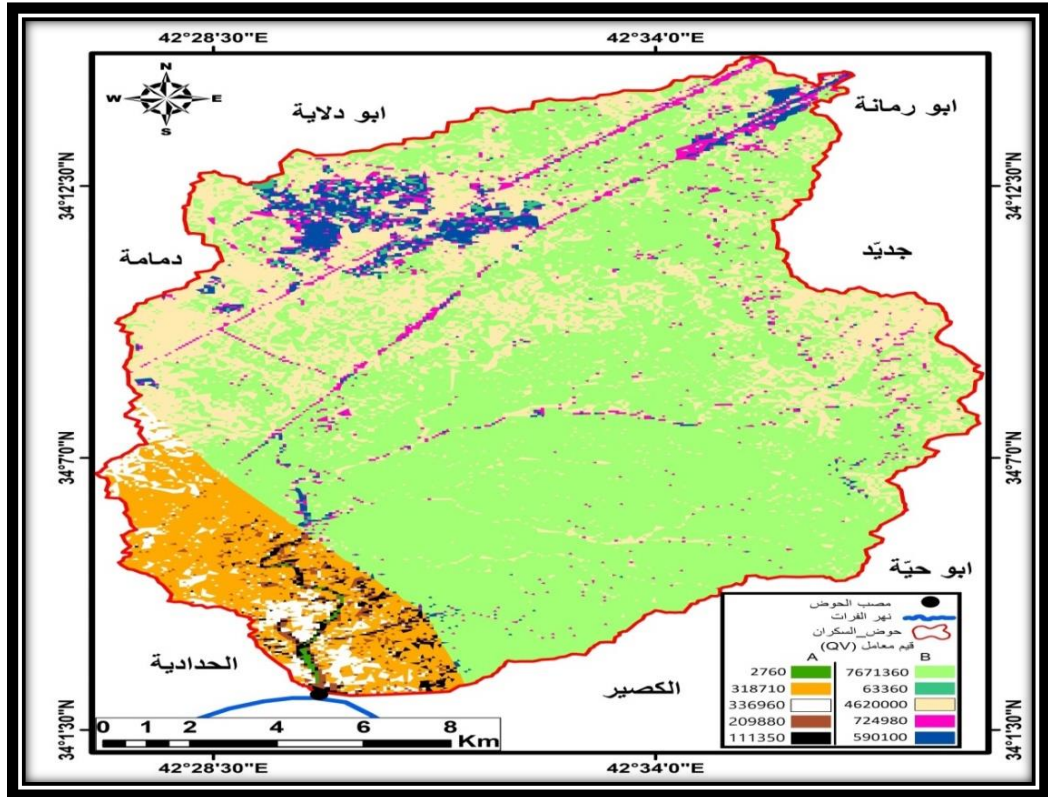 42°28'30"E 42°34'0"E
N
W E
S
ابو دلاية
ابو رمانة
34°12'30"N 34°12'30"N
دمامة
جديّد
34°7'0"N 34°7'0"N
ابو حيّة
الحدادية
الكصير
مصب الحوض
نهر الفرات
حوض_السكران
قيم معامل (QV)
A B
2760 7671360
318710 63360
336960 4620000
209880 724980
111350 590100
0 1 2 4 6 8
Km
34°1'30"N 34°1'30"N
42°28'30"E 42°34'0"E